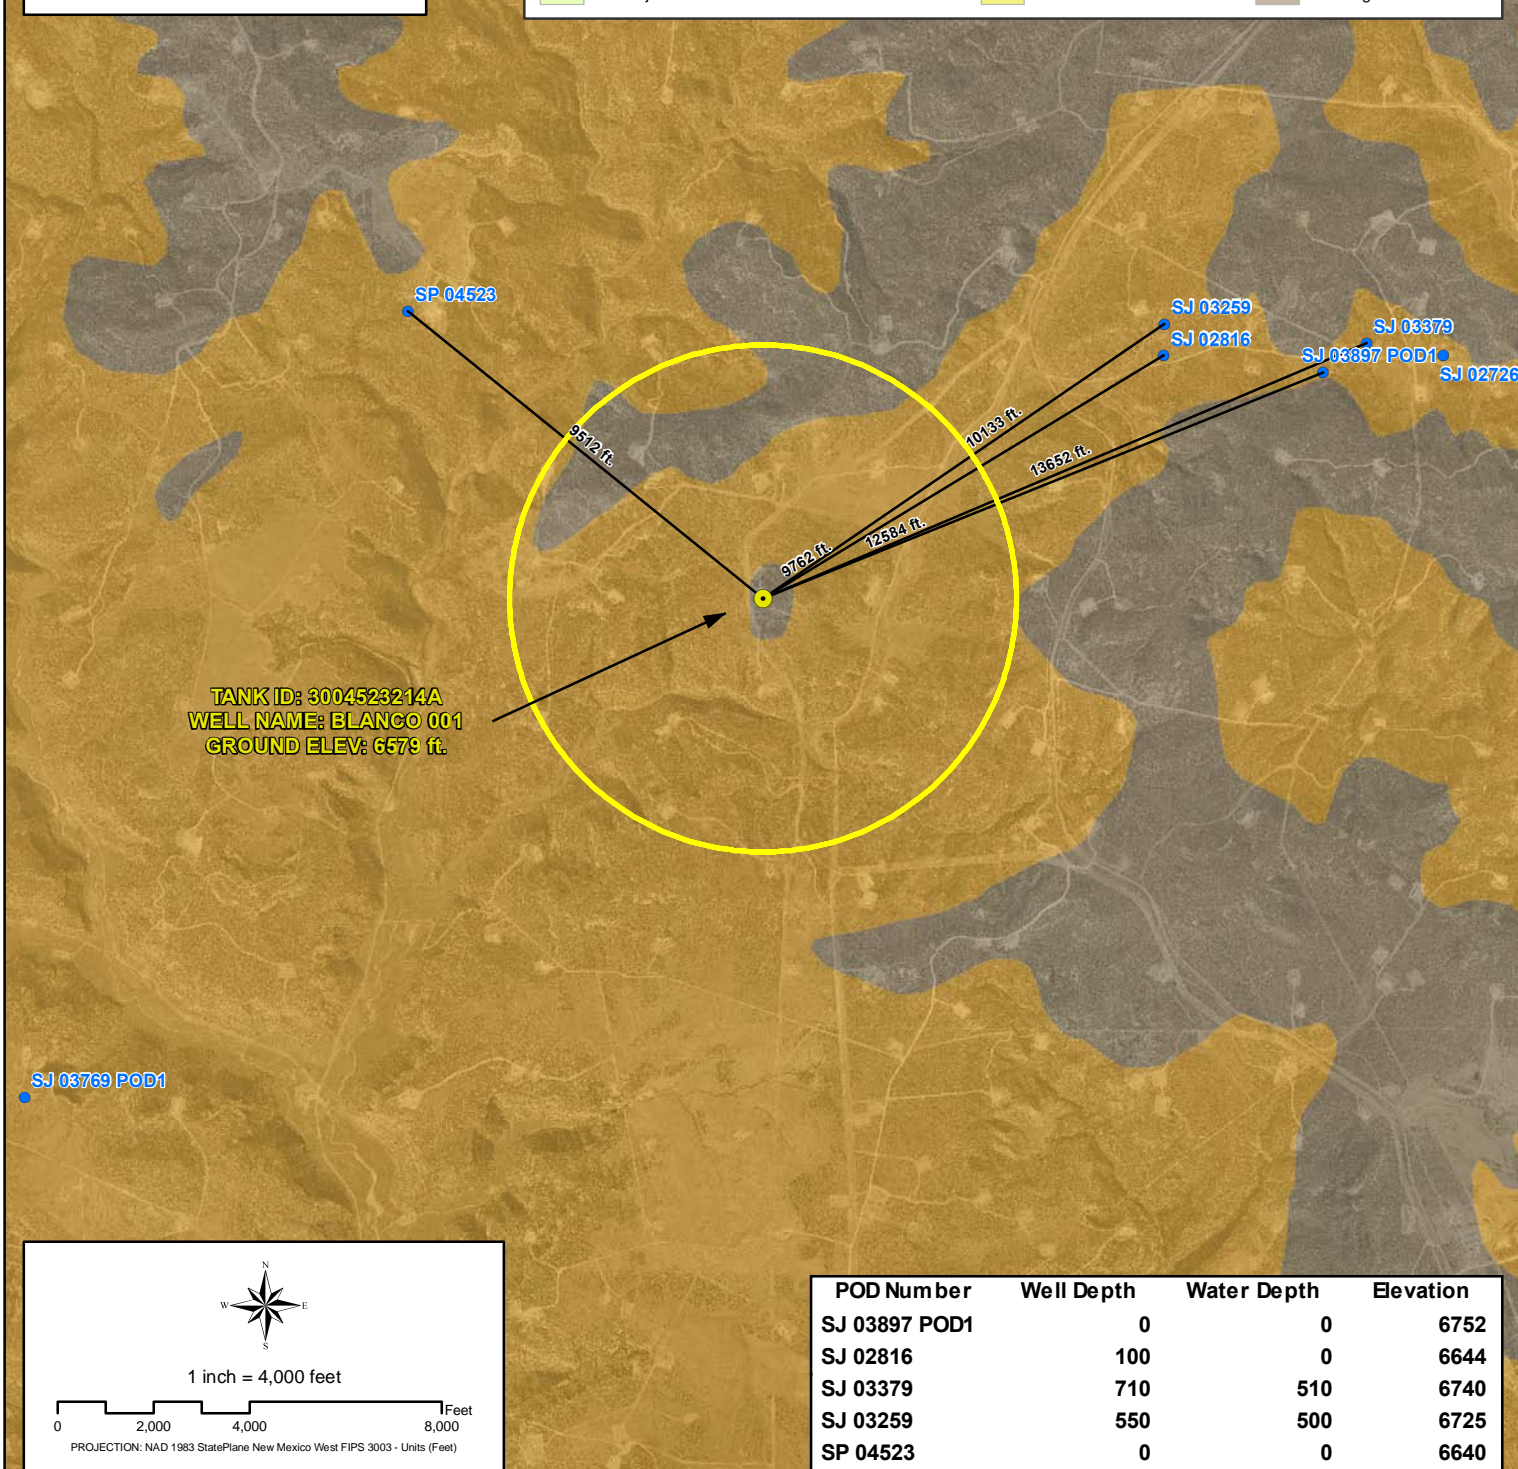 SP 04523
SJ 03259
SJ 02816
SJ 03379
SJ 03897 POD1
SJ 02726
9512 ft.
10133 ft.
13652 ft.
12584 ft.
9762 ft.
TANK ID: 3004523214A
WELL NAME: BLANCO 001
GROUND ELEV: 6579 ft.
SJ 03769 POD1
N
W E
S
1 inch = 4,000 feet
Feet
0 2,000 4,000 8,000
PROJECTION: NAD 1983 StatePlane New Mexico West FIPS 3003 - Units (Feet)
POD Number Well Depth Water Depth Elevation
SJ 03897 POD1 0 0 6752
SJ 02816 100 0 6644
SJ 03379 710 510 6740
SJ 03259 550 500 6725
SP 04523 0 0 6640